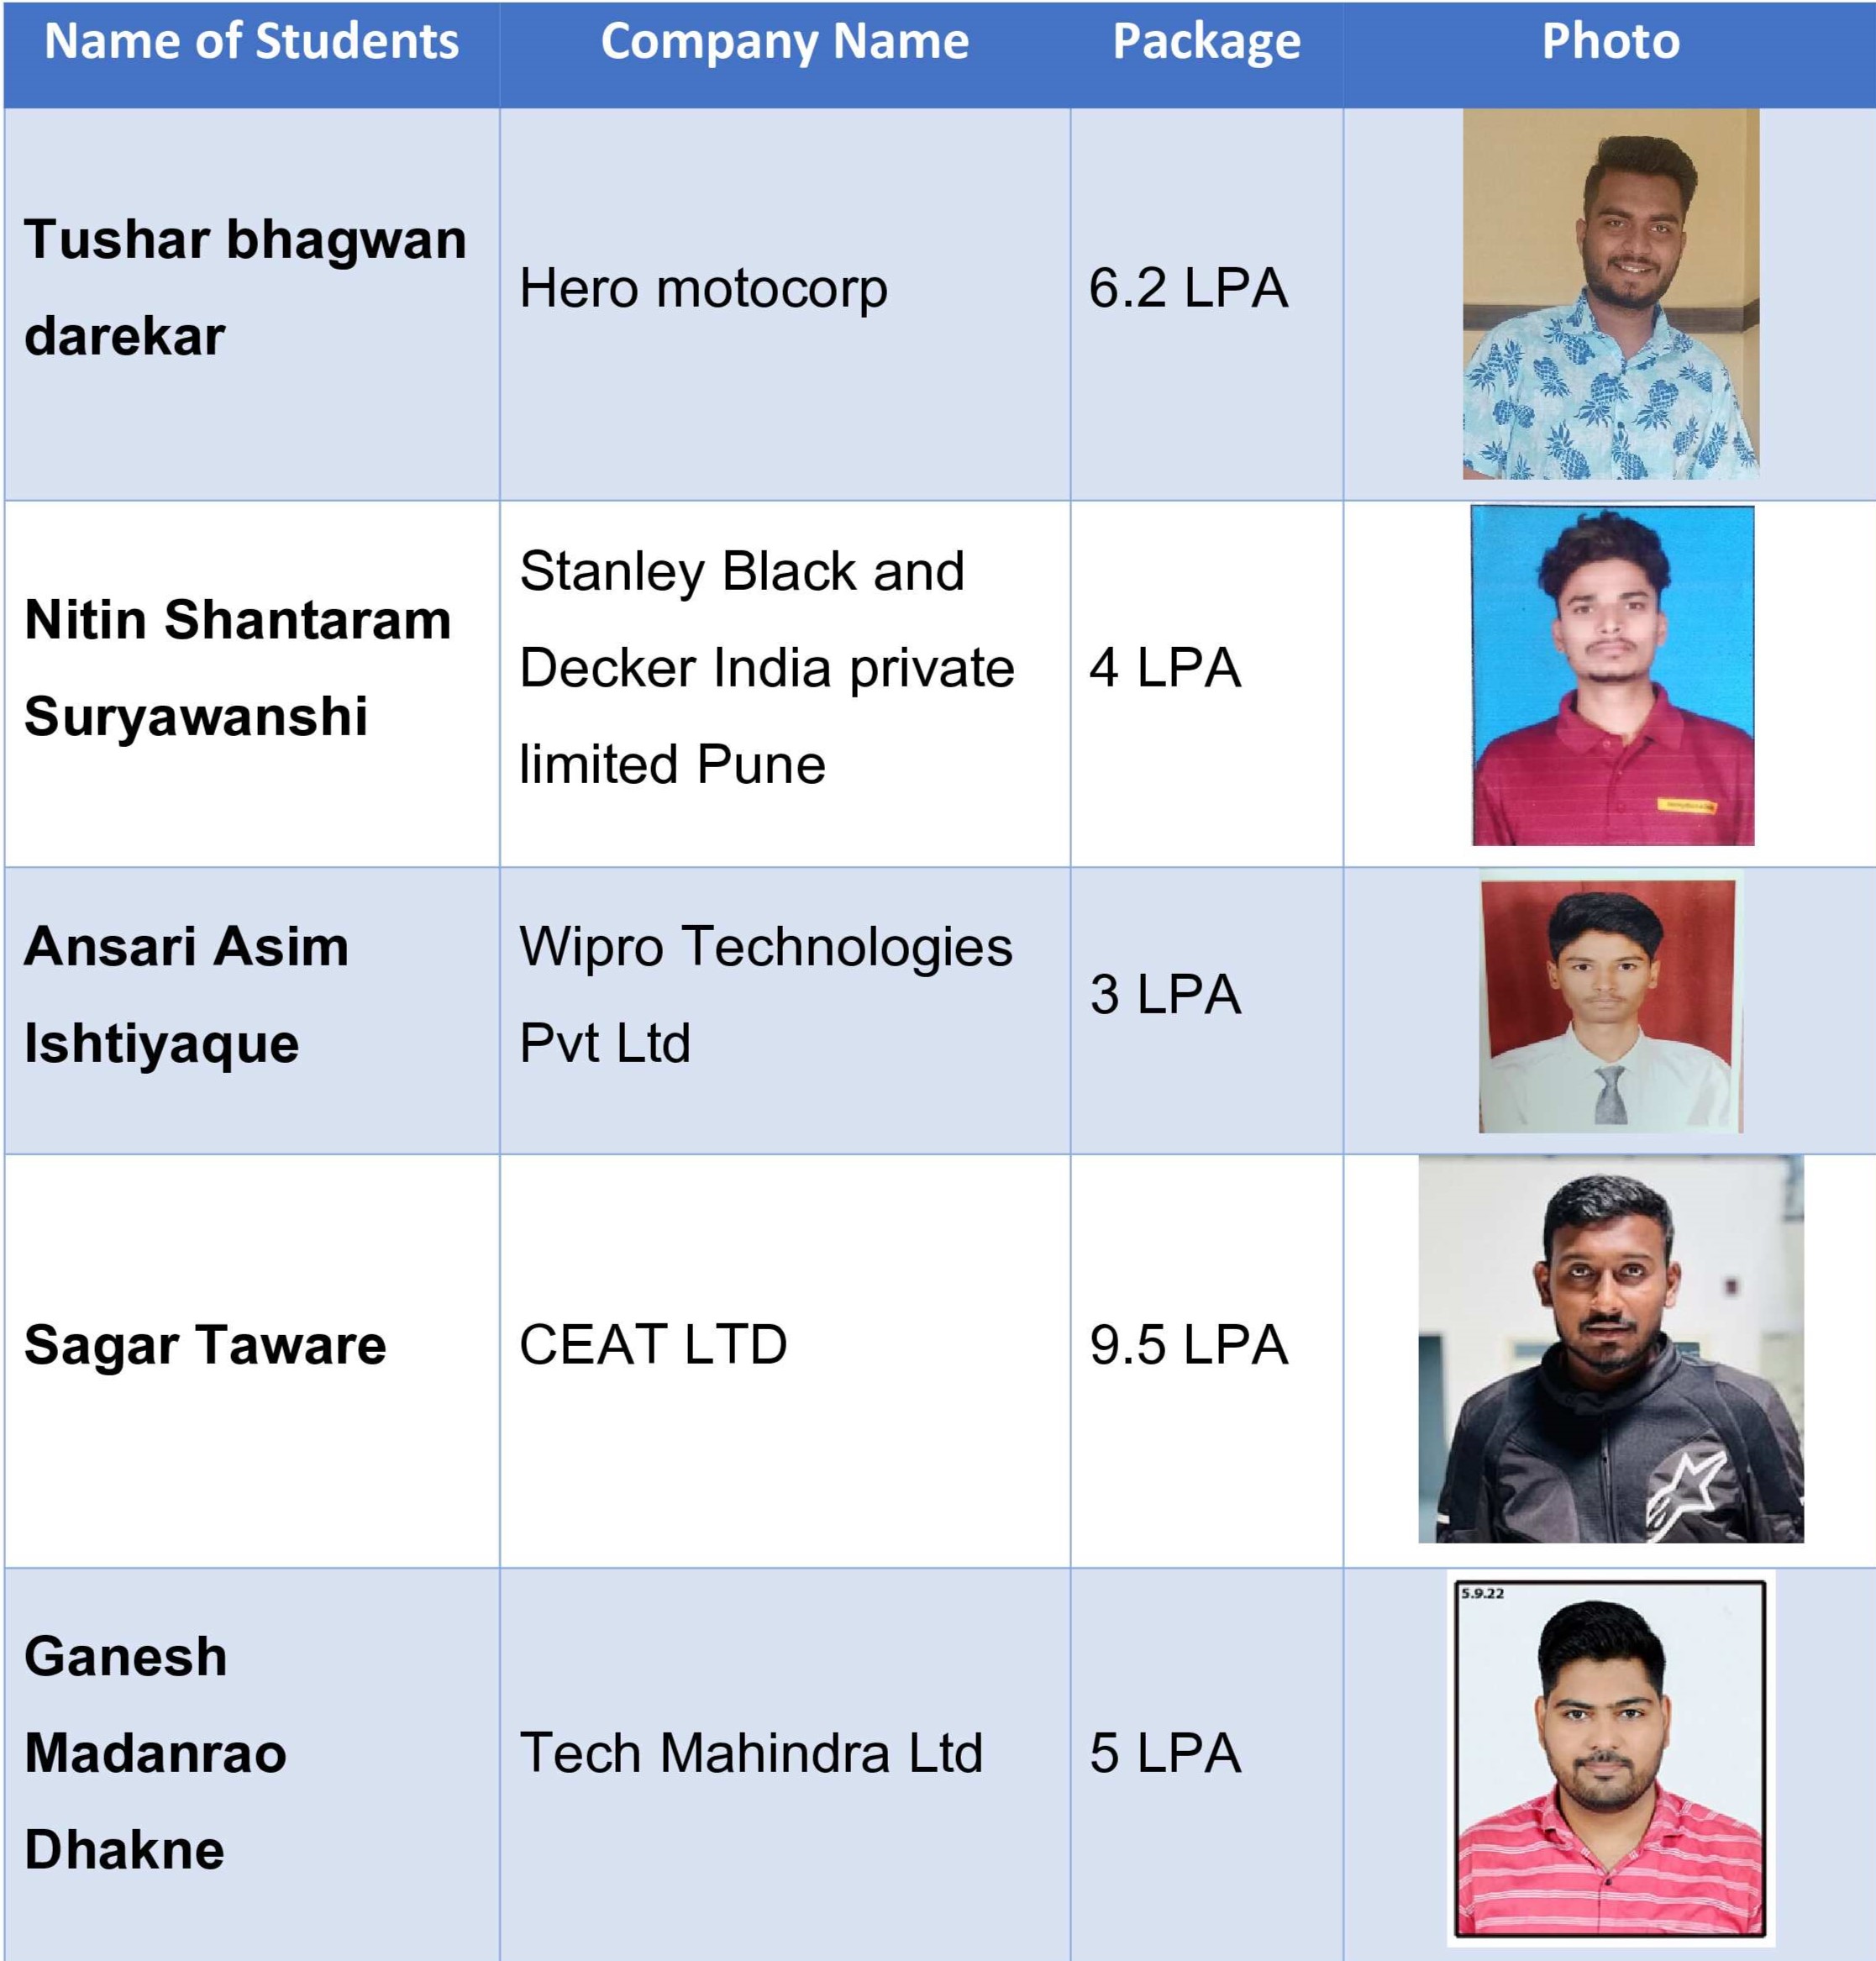 Name of Students
Company Name
Package
Photo
Tushar bhagwan
darekar
Hero motocorp
6.2 LPA
Nitin Shantaram
Suryawanshi
Stanley Black and
Decker India private
limited Pune
4 LPA
Ansari Asim
Ishtiyaque
Wipro Technologies
Pvt Ltd
3 LPA
Sagar Taware
CEAT LTD
9.5 LPA
Ganesh
Madanrao
Dhakne
Tech Mahindra Ltd
5 LPA
5.9.22